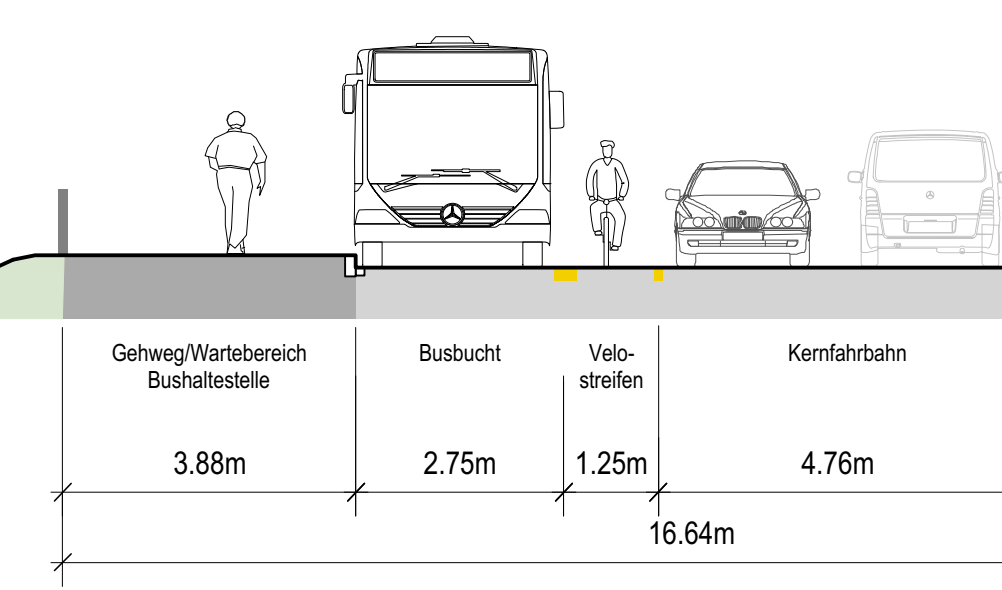 Gehweg/Wartebereich
Bushaltestelle
Busbucht
Velo-
streifen
Kernfahrbahn
3.88m
2.75m
1.25m
4.76m
16.64m